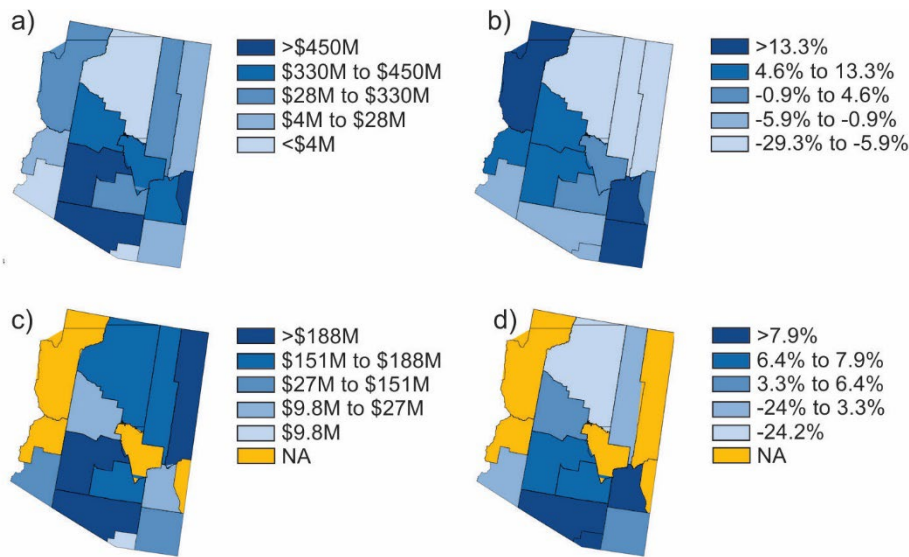 a)
>$450M
$330M to $450M
$28M to $330M
$4M to $28M
<$4M
b)
>13.3%
4.6% to 13.3%
-0.9% to 4.6%
-5.9% to -0.9%
-29.3% to -5.9%
c)
>$188M
$151M to $188M
$27M to $151M
$9.8M to $27M
$9.8M
NA
d)
>7.9%
6.4% to 7.9%
3.3% to 6.4%
-24% to 3.3%
-24.2%
NA